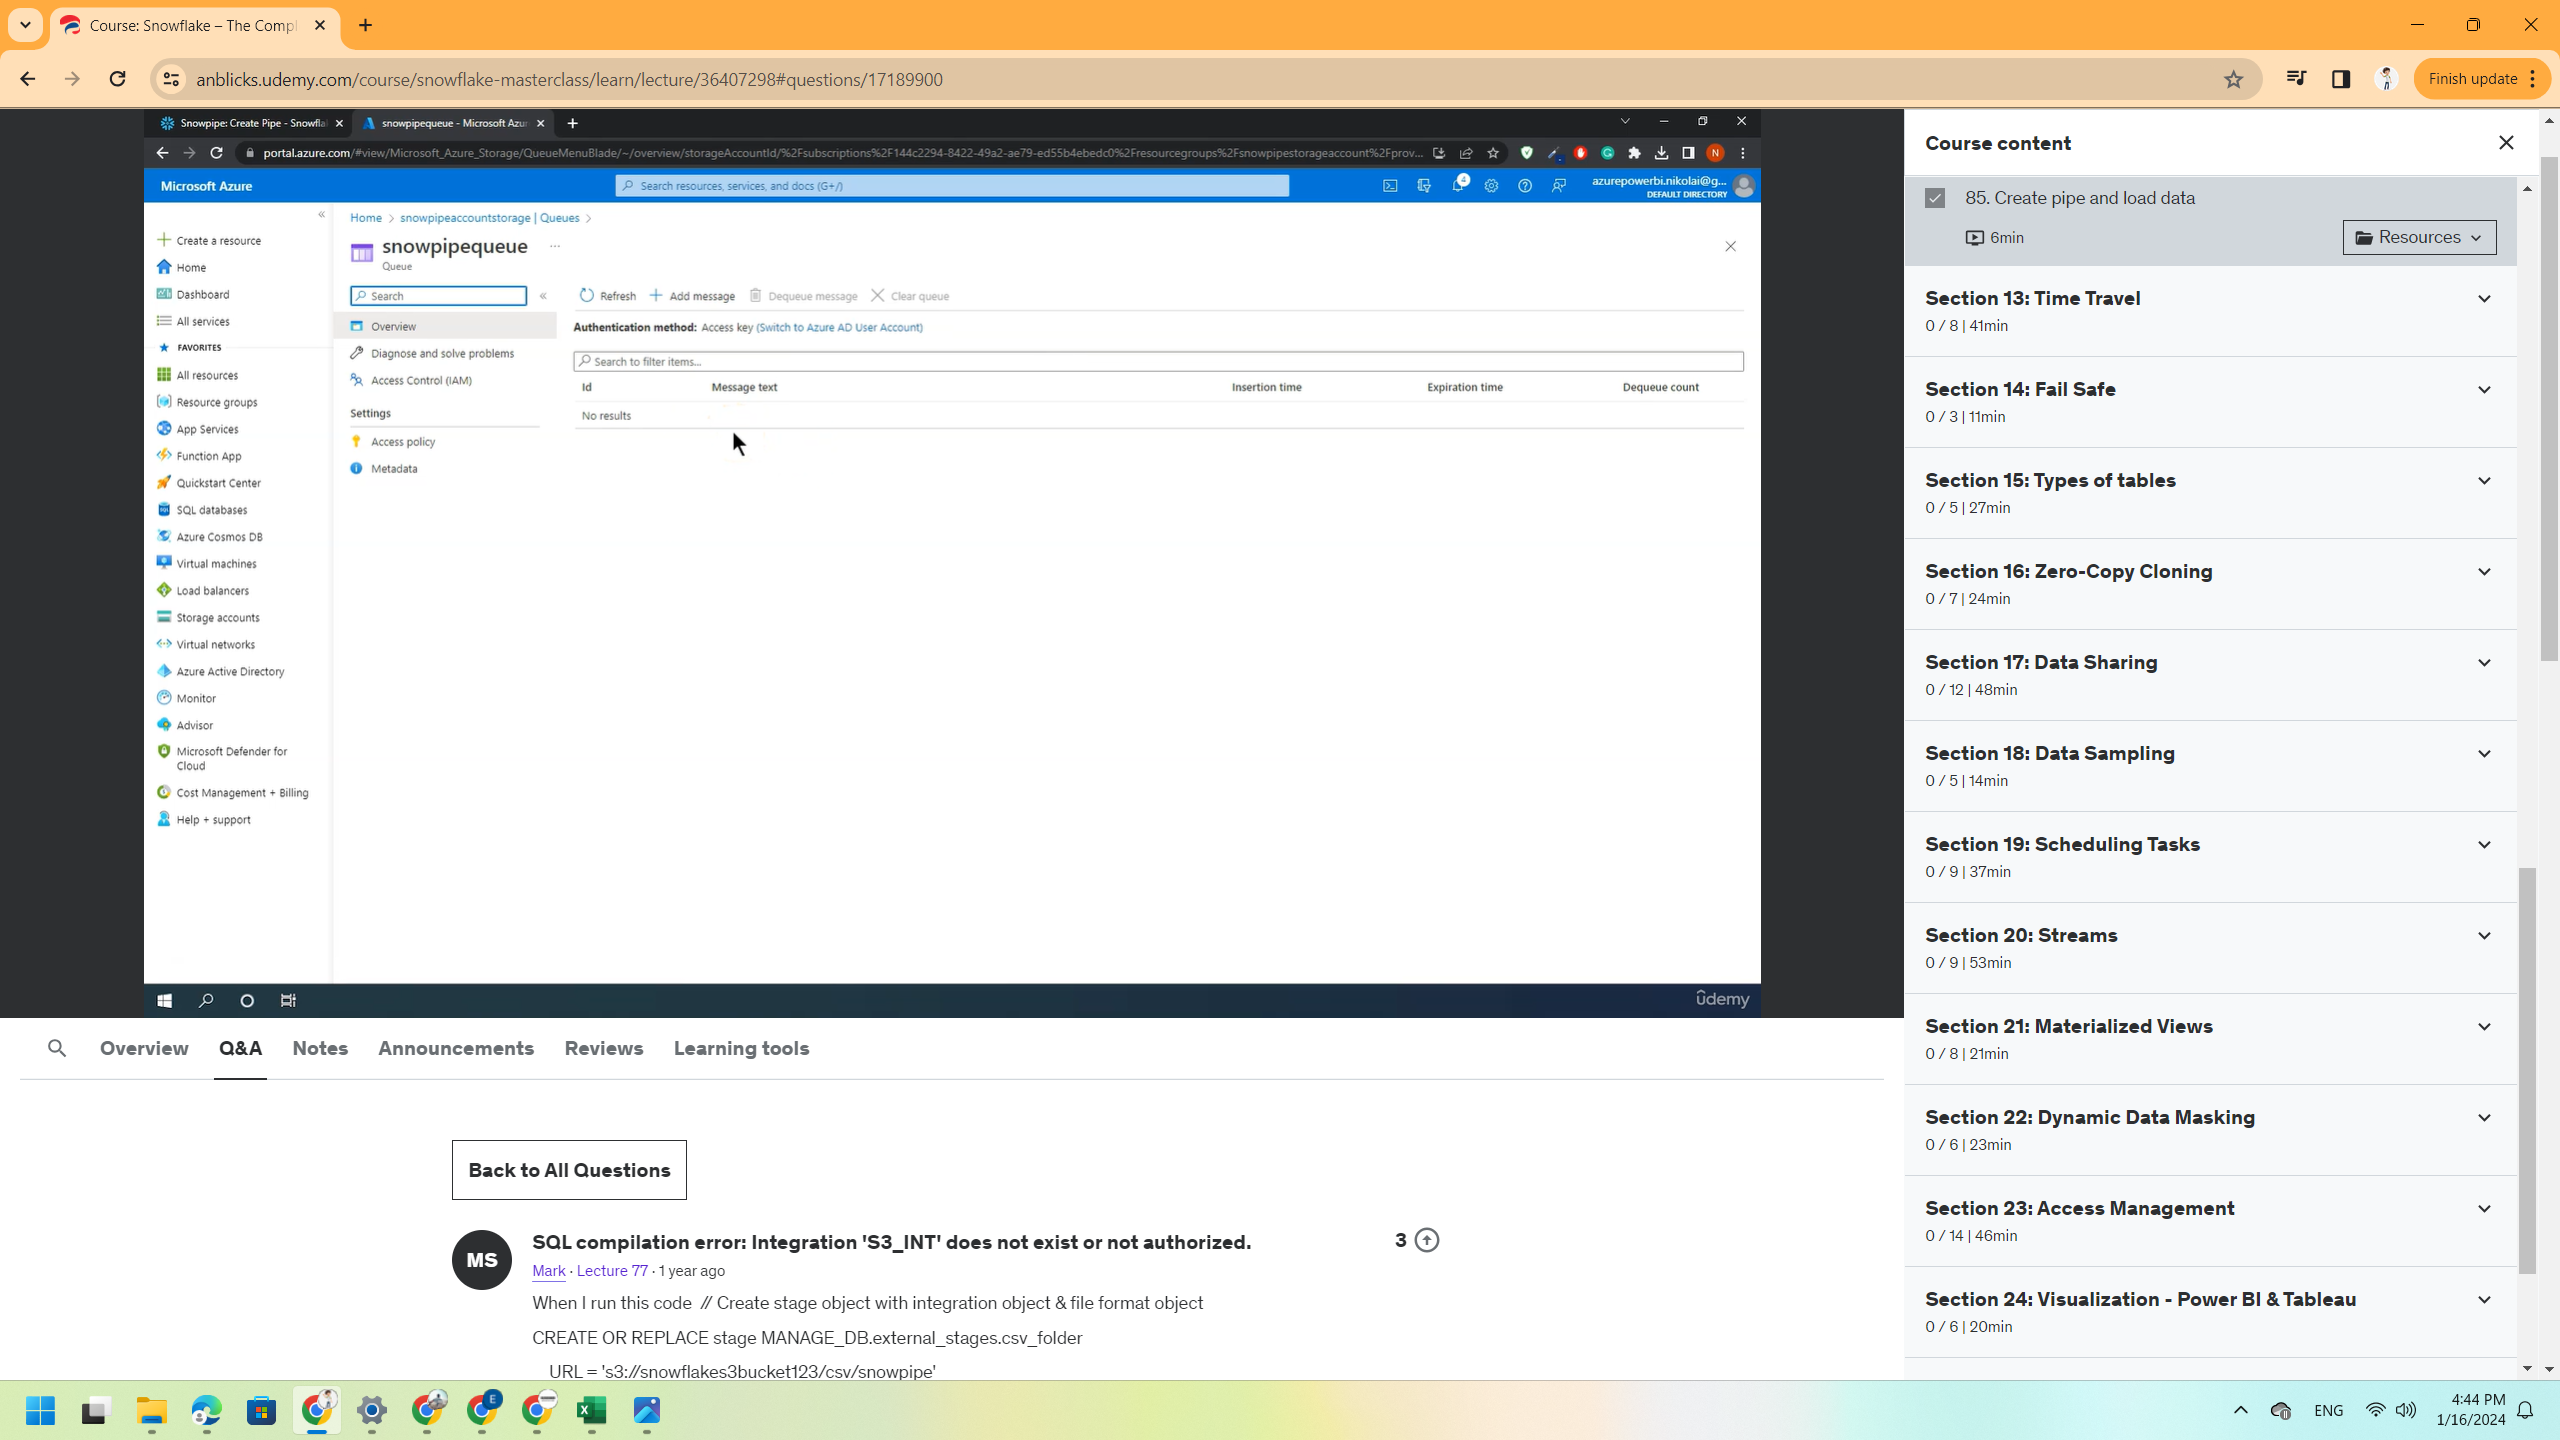 Course: Snowflake – The Compl
anblicks.udemy.com/course/snowflake-masterclass/learn/lecture/36407298#questions/17189900
Finish update
Snowpipe: Create Pipe - Snowfla
snowpipequeue - Microsoft Azur
portal.azure.com/#view/Microsoft_Azure_Storage/QueueMenuBlade/~/overview/storageAccountId/%2Fsubscriptions%2F144c2294-8422-49a2-ae79-ed55b4ebedc0%2Fresourcegroups%2Fsnowpipestorageaccount%2Fprov...
N
Microsoft Azure
Search resources, services, and docs (G+/)
4
azurepowerbi.nikolai@g...
DEFAULT DIRECTORY
Create a resource
Home
Dashboard
All services
FAVORITES
All resources
Resource groups
App Services
Function App
Quickstart Center
SQL databases
Azure Cosmos DB
Virtual machines
Load balancers
Storage accounts
Virtual networks
Azure Active Directory
Monitor
Advisor
Microsoft Defender for
Cloud
Cost Management + Billing
Help + support
Home > snowpipeaccountstorage | Queues >
snowpipequeue ...
Queue
Search
Overview
Diagnose and solve problems
Access Control (IAM)
Settings
Access policy
Metadata
Refresh Add message Dequeue message Clear queue
Authentication method: Access key (Switch to Azure AD User Account)
Search to filter items...
Id Message text Insertion time Expiration time Dequeue count
No results
ûdemy
Overview Q&A Notes Announcements Reviews Learning tools
Back to All Questions
MS
SQL compilation error: Integration 'S3_INT' does not exist or not authorized.
3
Mark · Lecture 77 · 1 year ago
When I run this code // Create stage object with integration object & file format object
CREATE OR REPLACE stage MANAGE_DB.external_stages.csv_folder
URL = 's3://snowflakes3bucket123/csv/snowpipe'
Course content
85. Create pipe and load data
6min
Resources
Section 13: Time Travel
0 / 8 | 41min
Section 14: Fail Safe
0 / 3 | 11min
Section 15: Types of tables
0 / 5 | 27min
Section 16: Zero-Copy Cloning
0 / 7 | 24min
Section 17: Data Sharing
0 / 12 | 48min
Section 18: Data Sampling
0 / 5 | 14min
Section 19: Scheduling Tasks
0 / 9 | 37min
Section 20: Streams
0 / 9 | 53min
Section 21: Materialized Views
0 / 8 | 21min
Section 22: Dynamic Data Masking
0 / 6 | 23min
Section 23: Access Management
0 / 14 | 46min
Section 24: Visualization - Power BI & Tableau
0 / 6 | 20min
E
ENG
4:44 PM
1/16/2024